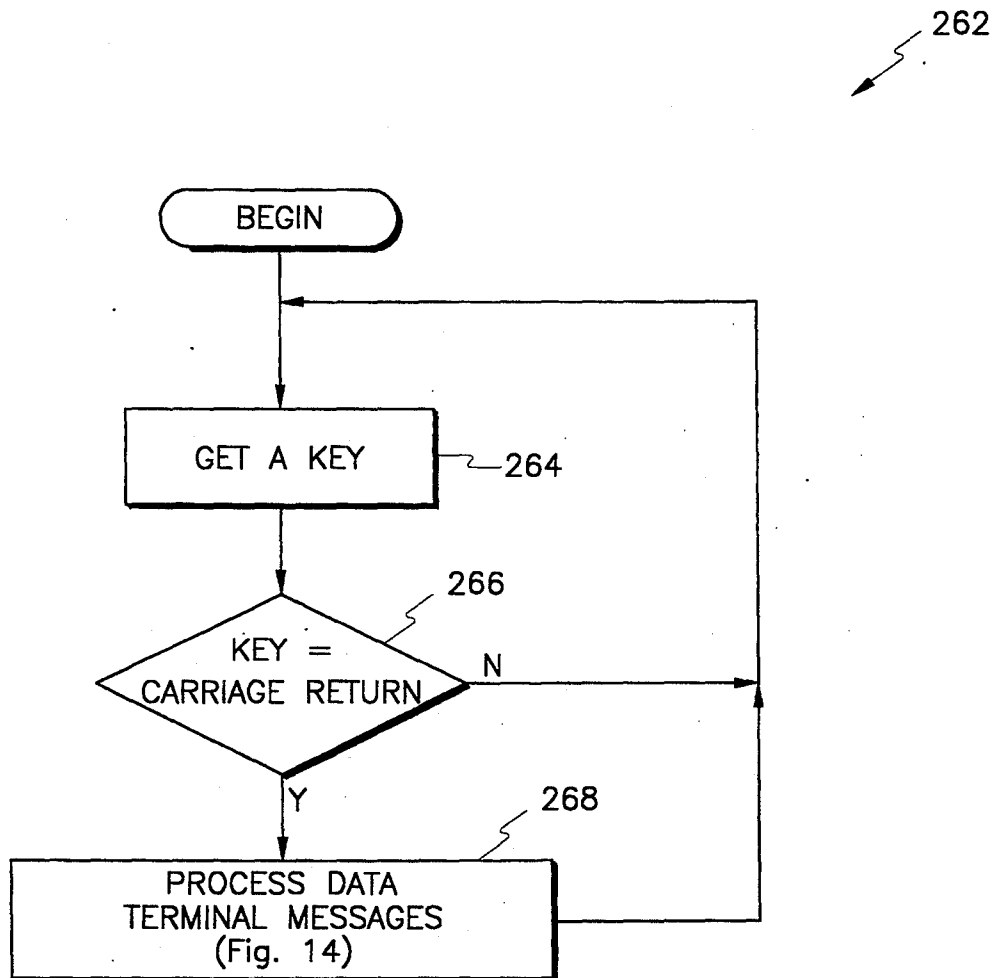 262
BEGIN
GET A KEY
264
266
KEY =
CARRIAGE RETURN
N
Y
268
PROCESS DATA
TERMINAL MESSAGES
(Fig. 14)